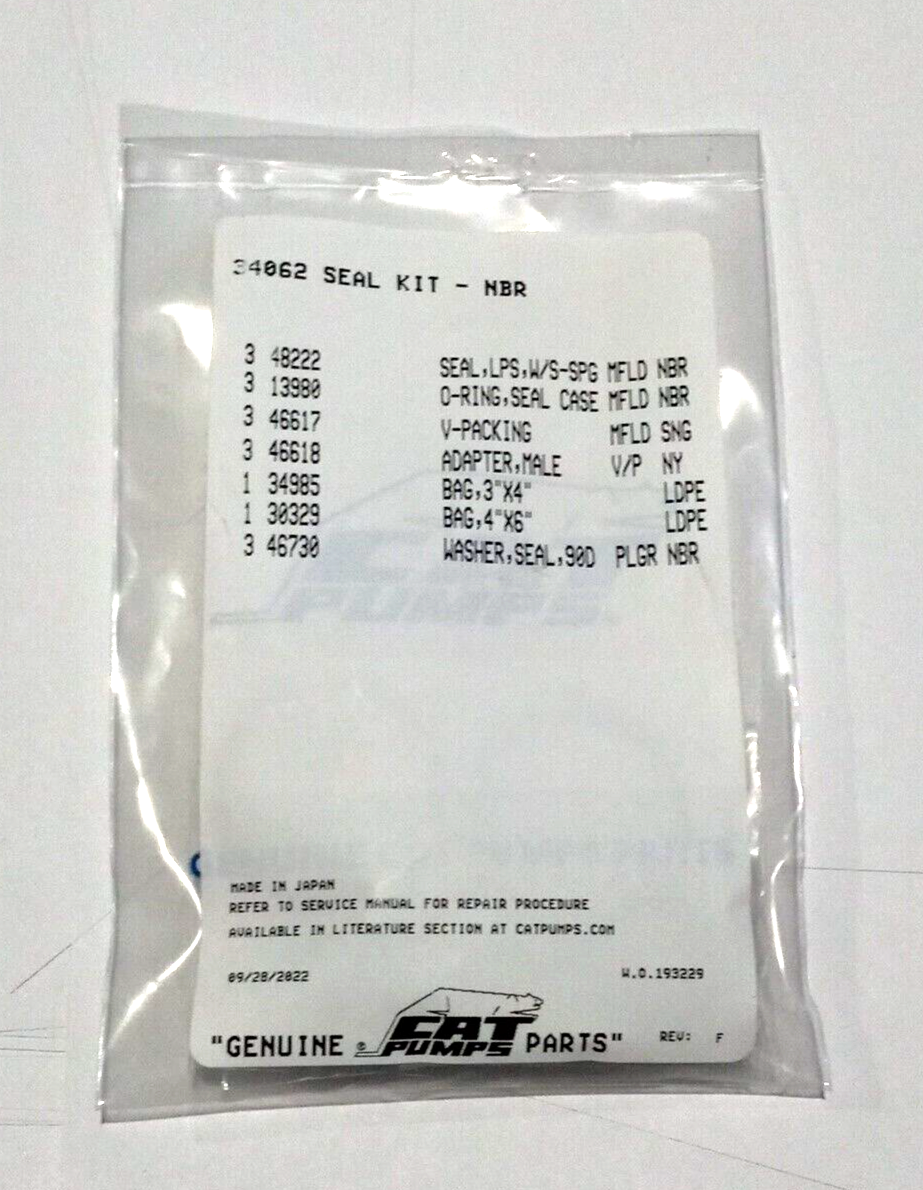 34062 SEAL KIT - NBR
3 48222 SEAL,LPS,W/S-SPG MFLD NBR
3 13980 O-RING,SEAL CASE MFLD NBR
3 46617 V-PACKING MFLD SNG
3 46618 ADAPTER,MALE V/P NY
1 34985 BAG,3"X4" LDPE
1 30329 BAG,4"X6" LDPE
3 46730 WASHER,SEAL,90D PLGR NBR
CAT
PUMPS
MADE IN JAPAN
REFER TO SERVICE MANUAL FOR REPAIR PROCEDURE
AVAILABLE IN LITERATURE SECTION AT CATPUMPS.COM
09/28/2022 W.O.193229
"GENUINE ® CAT PUMPS PARTS" REV: F